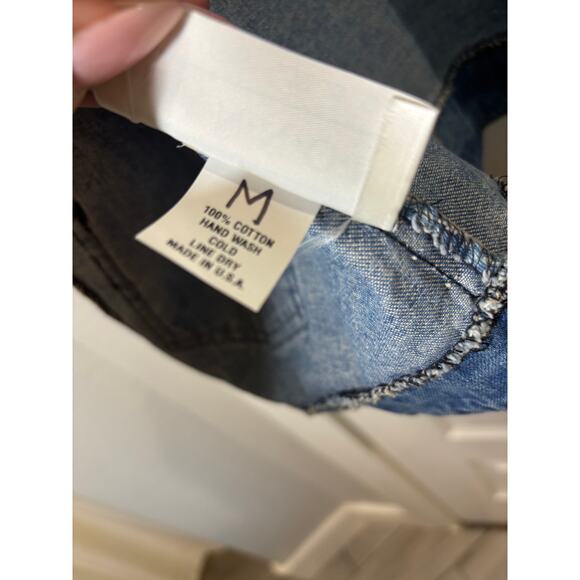 M
100% COTTON
HAND WASH
COLD
LINE DRY
MADE IN U.S.A.